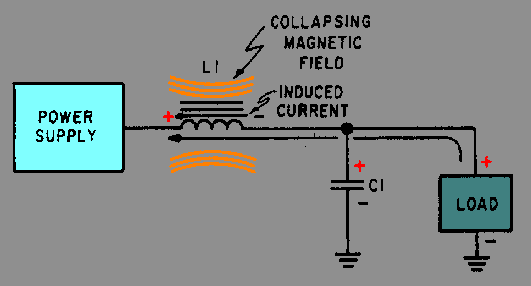 COLLAPSING
MAGNETIC
FIELD
L1
INDUCED
CURRENT
+
−
POWER
SUPPLY
+
C1
−
+
LOAD
−